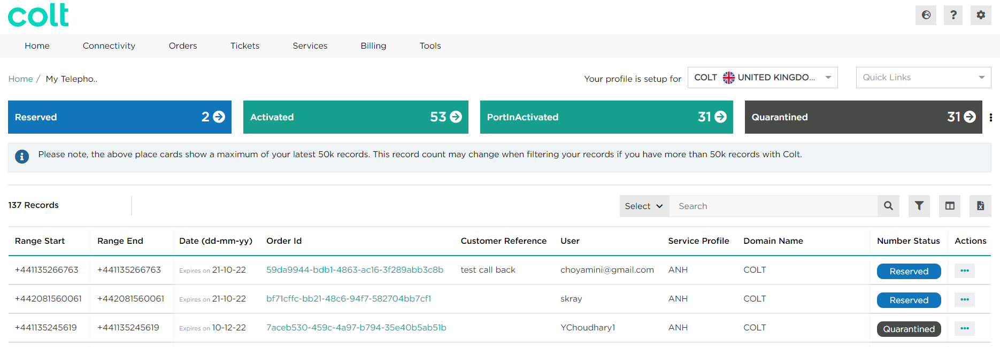 colt
?
Home Connectivity Orders Tickets Services Billing Tools
Home / My Telepho..
Your profile is setup for COLT UNITED KINGDO... Quick Links
Reserved 2 Activated 53 PortInActivated 31 Quarantined 31
Please note, the above place cards show a maximum of your latest 50k records. This record count may change when filtering your records if you have more than 50k records with Colt.
137 Records Select Search
Range Start Range End Date (dd-mm-yy) Order Id Customer Reference User Service Profile Domain Name Number Status Actions
+441135266763 +441135266763 Expires on 21-10-22 59da9944-bdb1-4863-ac16-3f289abb3c8b test call back choyamini@gmail.com ANH COLT Reserved
+442081560061 +442081560061 Expires on 21-10-22 bf71cffc-bb21-48c6-94f7-582704bb7cf1 skray ANH COLT Reserved
+441135245619 +441135245619 Expires on 10-12-22 7aceb530-459c-4a97-b794-35e40b5ab51b YChoudhary1 ANH COLT Quarantined